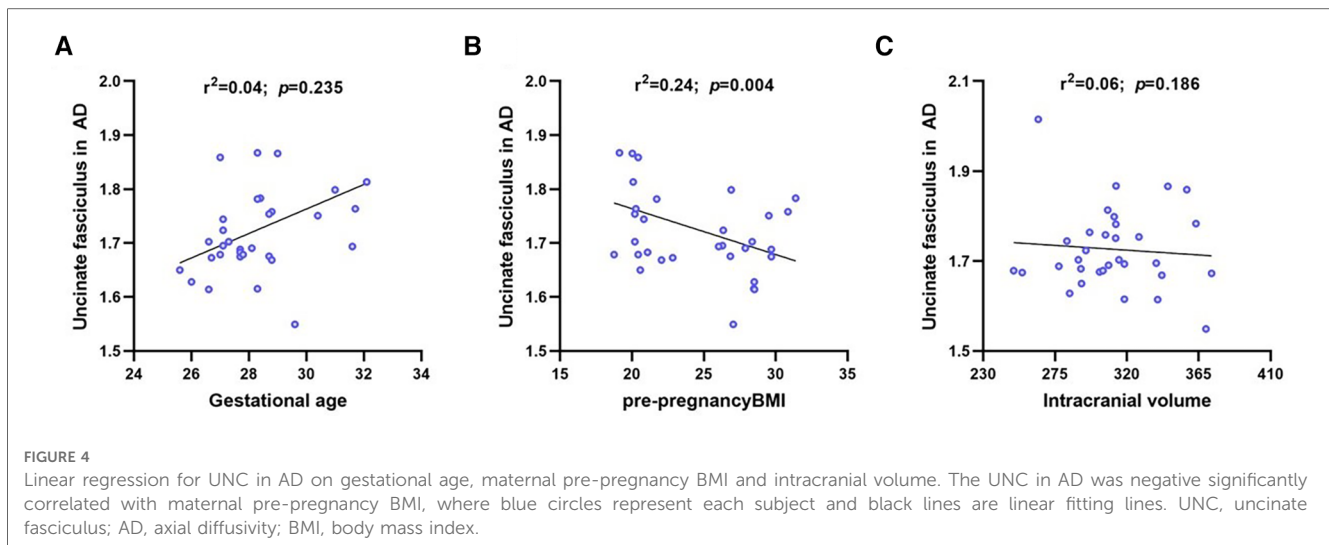 A
B
C
r²=0.04; p=0.235
r²=0.24; p=0.004
r²=0.06; p=0.186
Uncinate fasciculus in AD
2.0
1.9
1.8
1.7
1.6
1.5
24 26 28 30 32 34
Gestational age
Uncinate fasciculus in AD
2.0
1.9
1.8
1.7
1.6
1.5
15 20 25 30 35
pre-pregnancyBMI
Uncinate fasciculus in AD
2.1
1.9
1.7
1.5
230 275 320 365 410
Intracranial volume
FIGURE 4
Linear regression for UNC in AD on gestational age, maternal pre-pregnancy BMI and intracranial volume. The UNC in AD was negative significantly
correlated with maternal pre-pregnancy BMI, where blue circles represent each subject and black lines are linear fitting lines. UNC, uncinate
fasciculus; AD, axial diffusivity; BMI, body mass index.